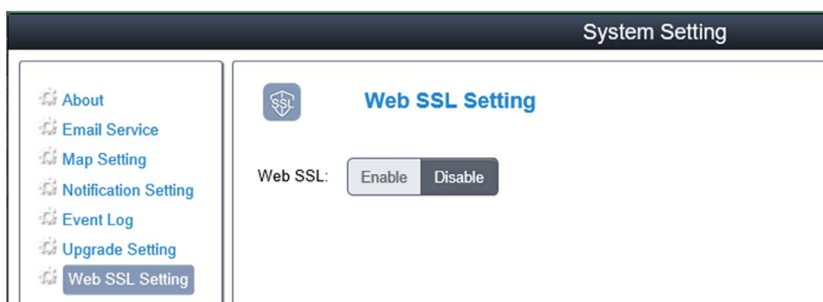 System Setting
About
Email Service
Map Setting
Notification Setting
Event Log
Upgrade Setting
Web SSL Setting
SSL
Web SSL Setting
Web SSL: Enable Disable